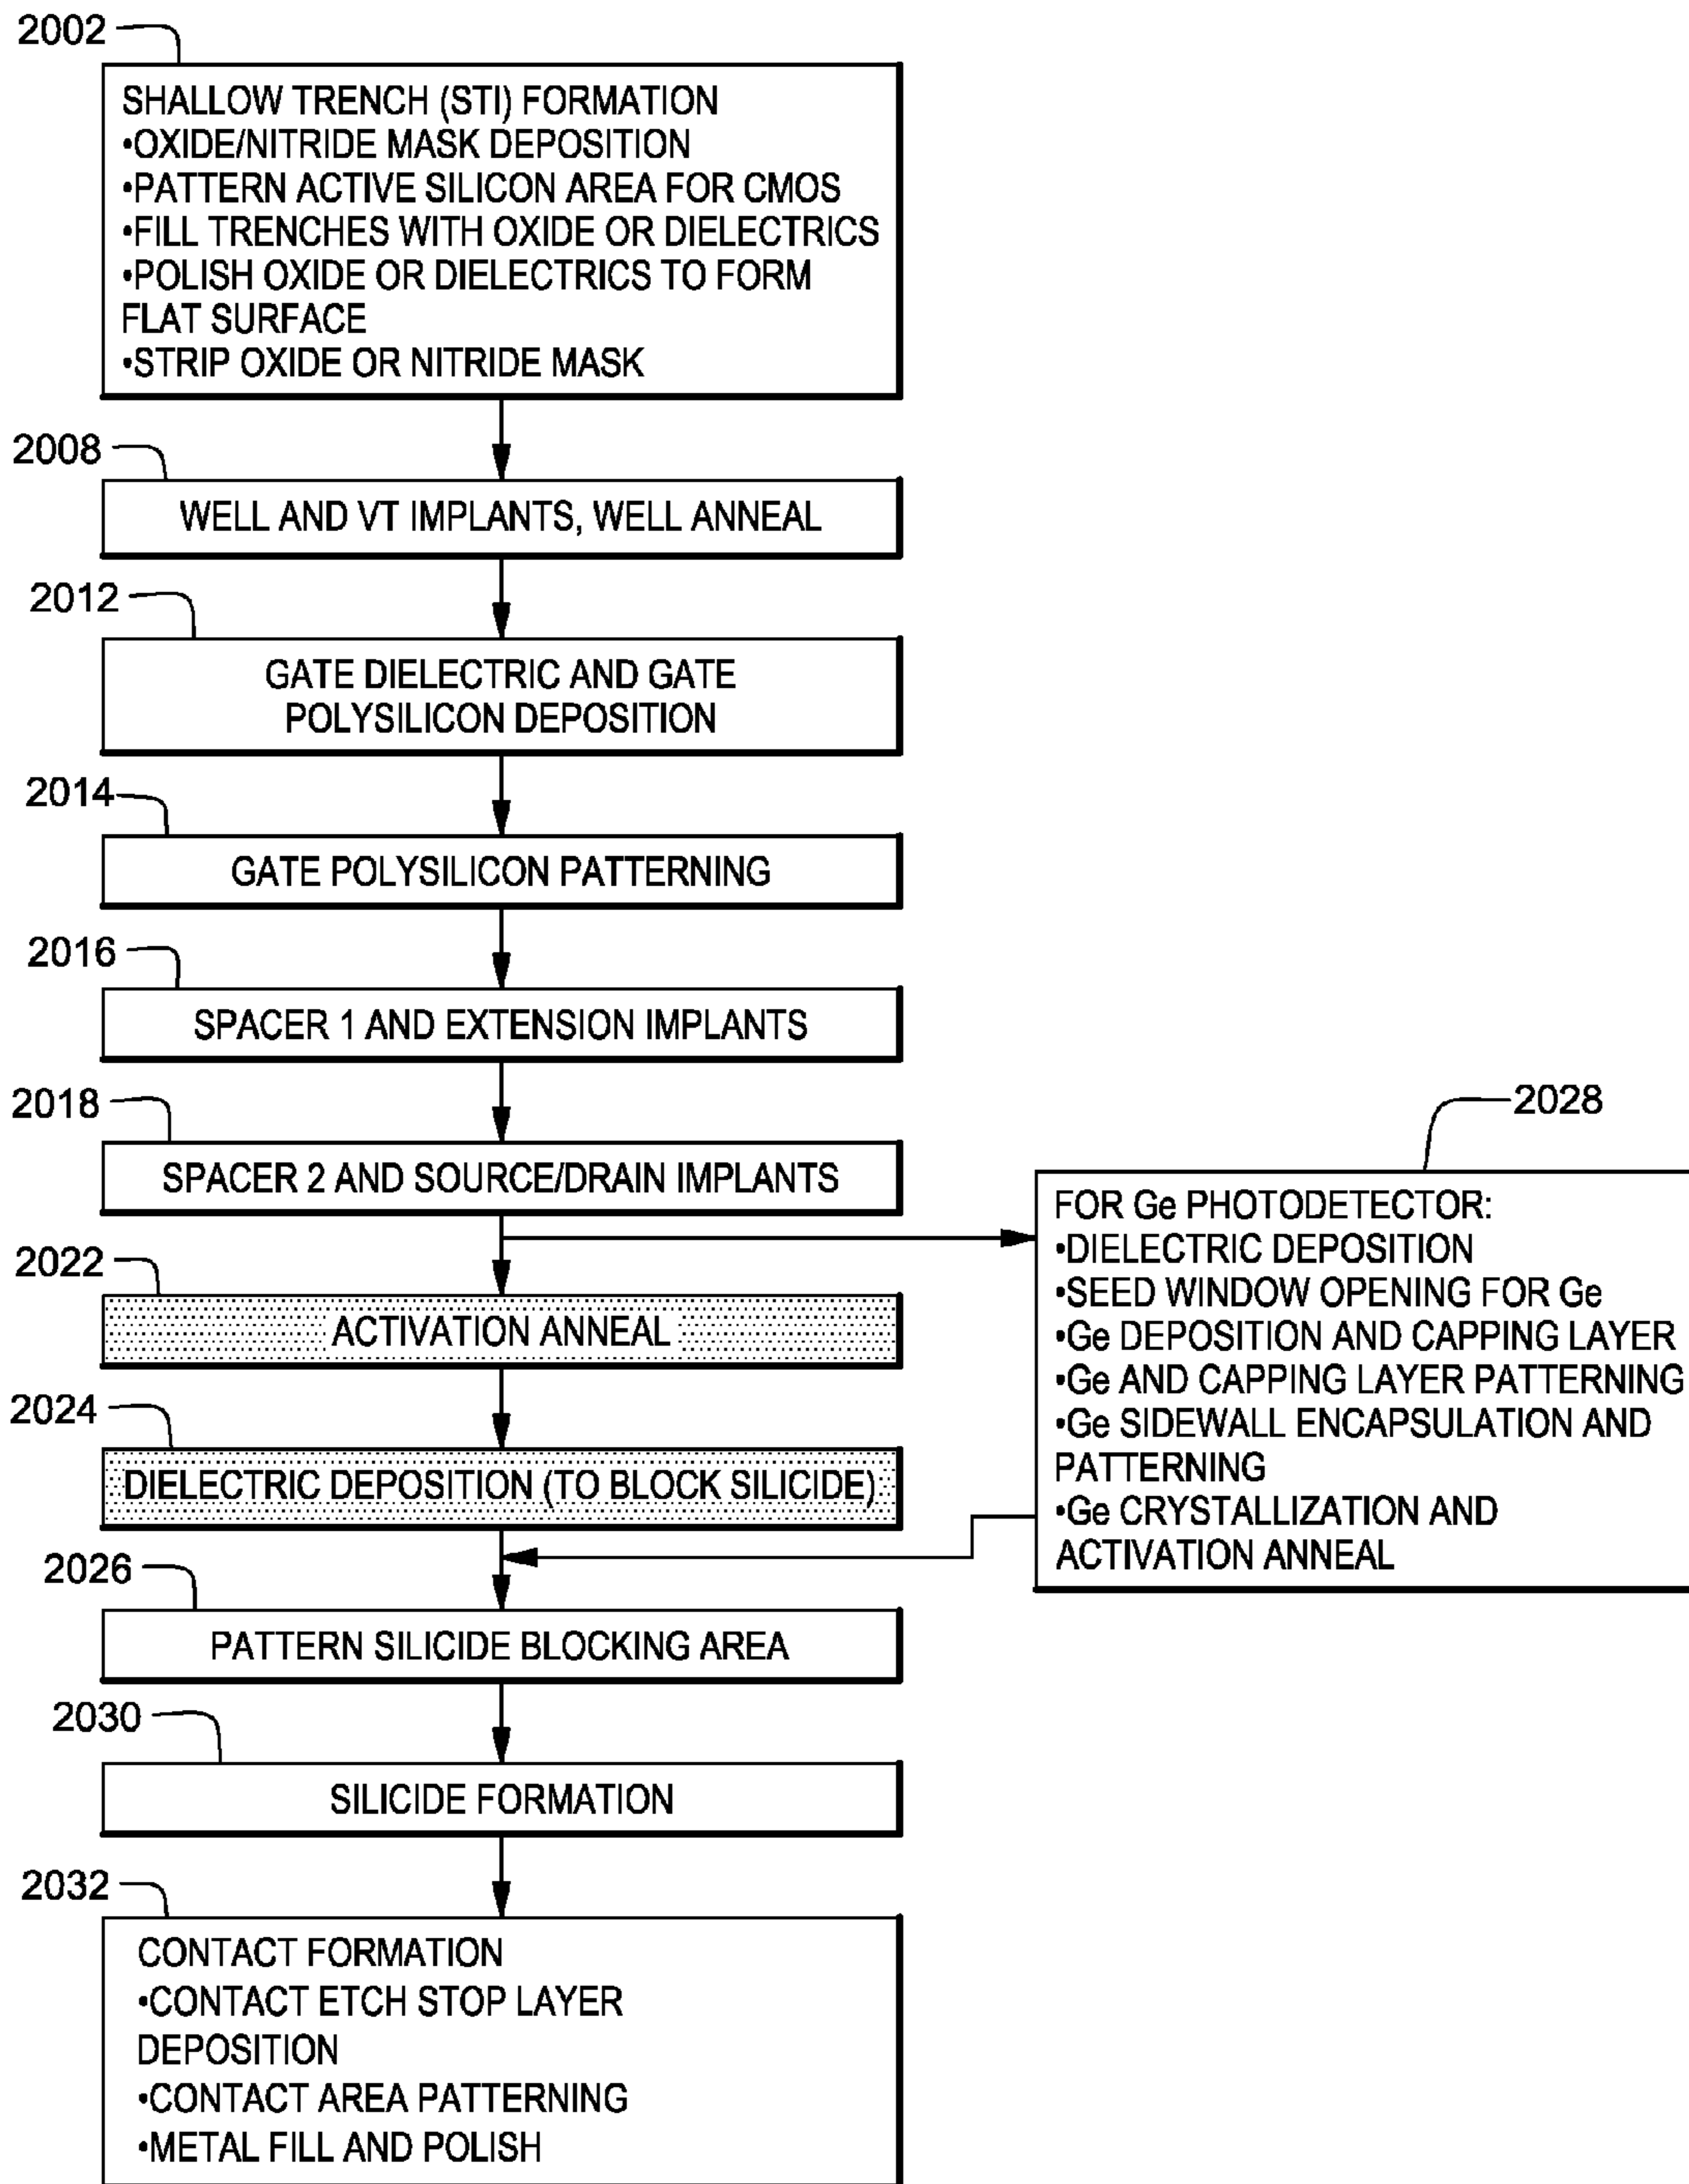 2002
SHALLOW TRENCH (STI) FORMATION
•OXIDE/NITRIDE MASK DEPOSITION
•PATTERN ACTIVE SILICON AREA FOR CMOS
•FILL TRENCHES WITH OXIDE OR DIELECTRICS
•POLISH OXIDE OR DIELECTRICS TO FORM
FLAT SURFACE
•STRIP OXIDE OR NITRIDE MASK
2008
WELL AND VT IMPLANTS, WELL ANNEAL
2012
GATE DIELECTRIC AND GATE
POLYSILICON DEPOSITION
2014
GATE POLYSILICON PATTERNING
2016
SPACER 1 AND EXTENSION IMPLANTS
2018
SPACER 2 AND SOURCE/DRAIN IMPLANTS
2028
FOR Ge PHOTODETECTOR:
•DIELECTRIC DEPOSITION
•SEED WINDOW OPENING FOR Ge
•Ge DEPOSITION AND CAPPING LAYER
•Ge AND CAPPING LAYER PATTERNING
•Ge SIDEWALL ENCAPSULATION AND
PATTERNING
•Ge CRYSTALLIZATION AND
ACTIVATION ANNEAL
2022
ACTIVATION ANNEAL
2024
DIELECTRIC DEPOSITION (TO BLOCK SILICIDE)
2026
PATTERN SILICIDE BLOCKING AREA
2030
SILICIDE FORMATION
2032
CONTACT FORMATION
•CONTACT ETCH STOP LAYER
DEPOSITION
•CONTACT AREA PATTERNING
•METAL FILL AND POLISH